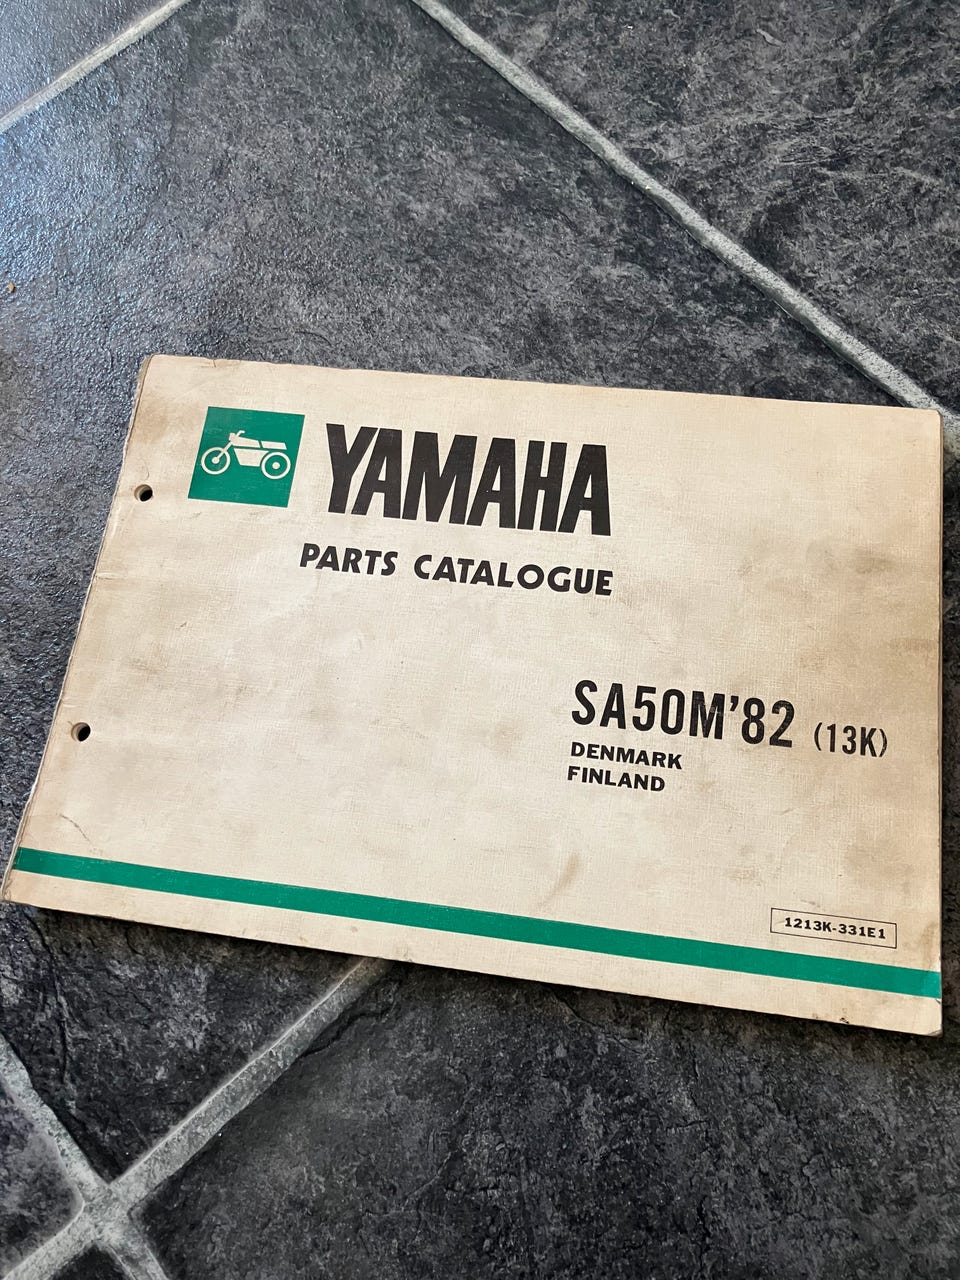 YAMAHA
PARTS CATALOGUE
SA50M'82 (13K)
DENMARK
FINLAND
1213K-331E1